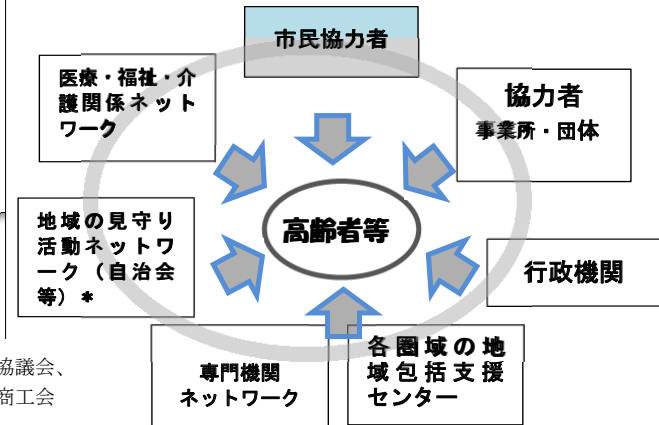 市民協力者
医療・福祉・介
護関係ネット
ワーク
協力者
事業所・団体
地域の見守り
活動ネットワ
ーク（自治会
等）＊
高齢者等
行政機関
専門機関
ネットワーク
各圏域の地
域包括支援
センター
協議会、
商工会